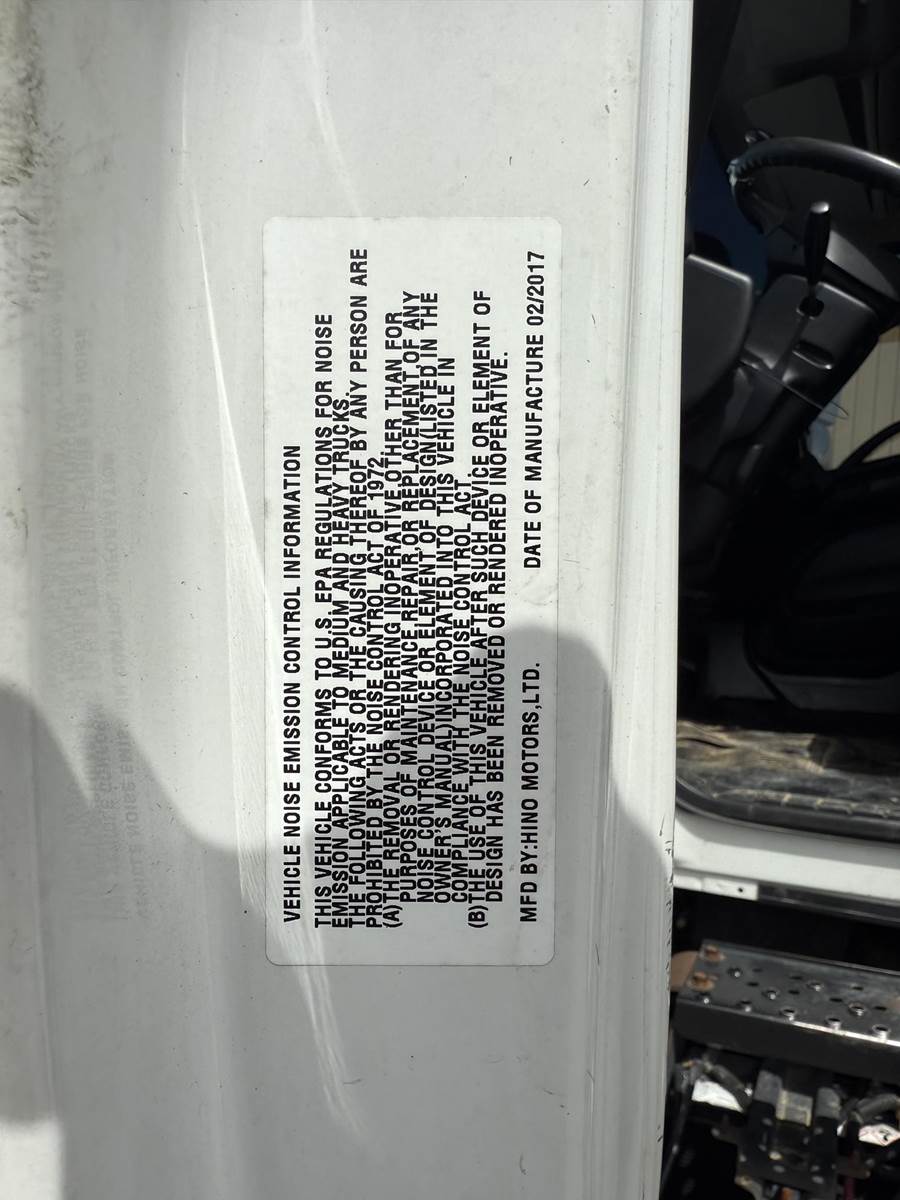 VEHICLE NOISE EMISSION CONTROL INFORMATION
THIS VEHICLE CONFORMS TO U.S. EPA REGULATIONS FOR NOISE
EMISSION APPLICABLE TO MEDIUM AND HEAVY TRUCKS.
THE FOLLOWING ACTS OR THE CAUSING THEREOF BY ANY PERSON ARE
PROHIBITED BY THE NOISE CONTROL ACT OF 1972.
(A)THE REMOVAL OR RENDERING INOPERATIVE OTHER THAN FOR
PURPOSES OF MAINTENANCE,REPAIR,OR REPLACEMENT OF ANY
NOISE CONTROL DEVICE OR ELEMENT OF DESIGN(LISTED IN THE
OWNER'S MANUAL)INCORPORATED INTO THIS VEHICLE IN
COMPLIANCE WITH THE NOISE CONTROL ACT.
(B)THE USE OF THIS VEHICLE AFTER SUCH DEVICE OR ELEMENT OF
DESIGN HAS BEEN REMOVED OR RENDERED INOPERATIVE.
MFD BY:HINO MOTORS,LTD. DATE OF MANUFACTURE 02/2017